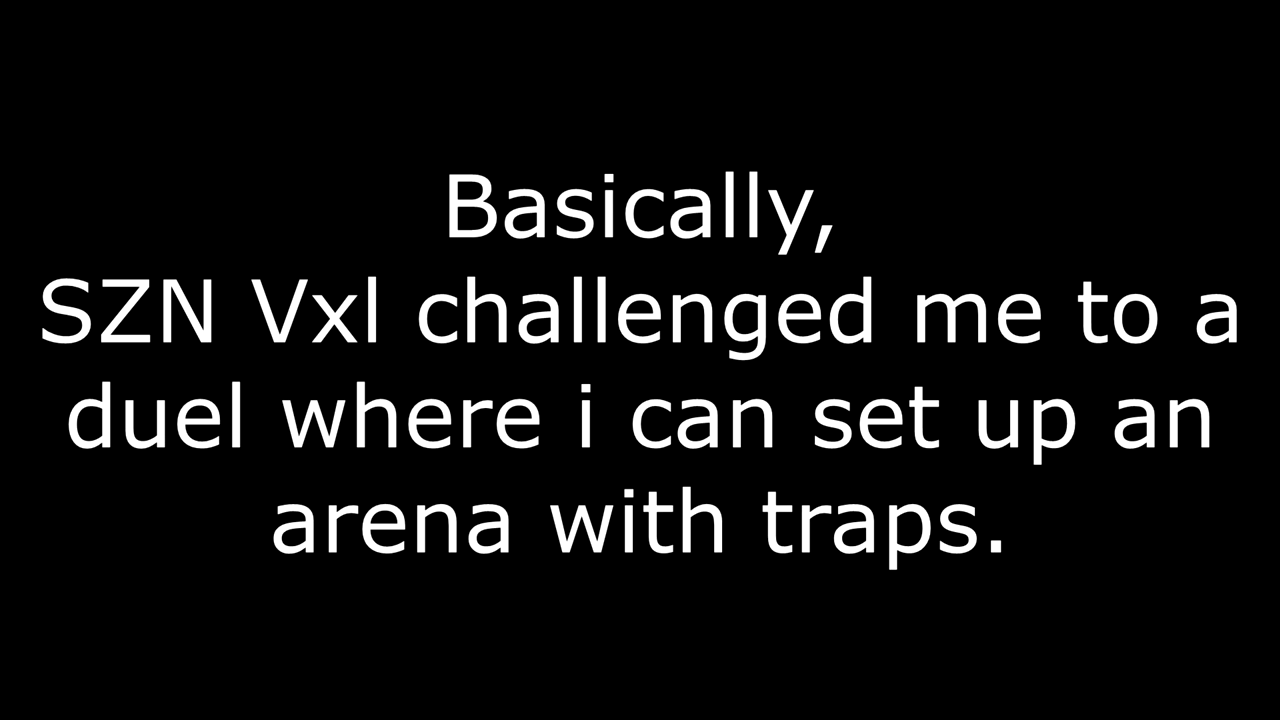 Basically,
SZN Vxl challenged me to a
duel where i can set up an
arena with traps.